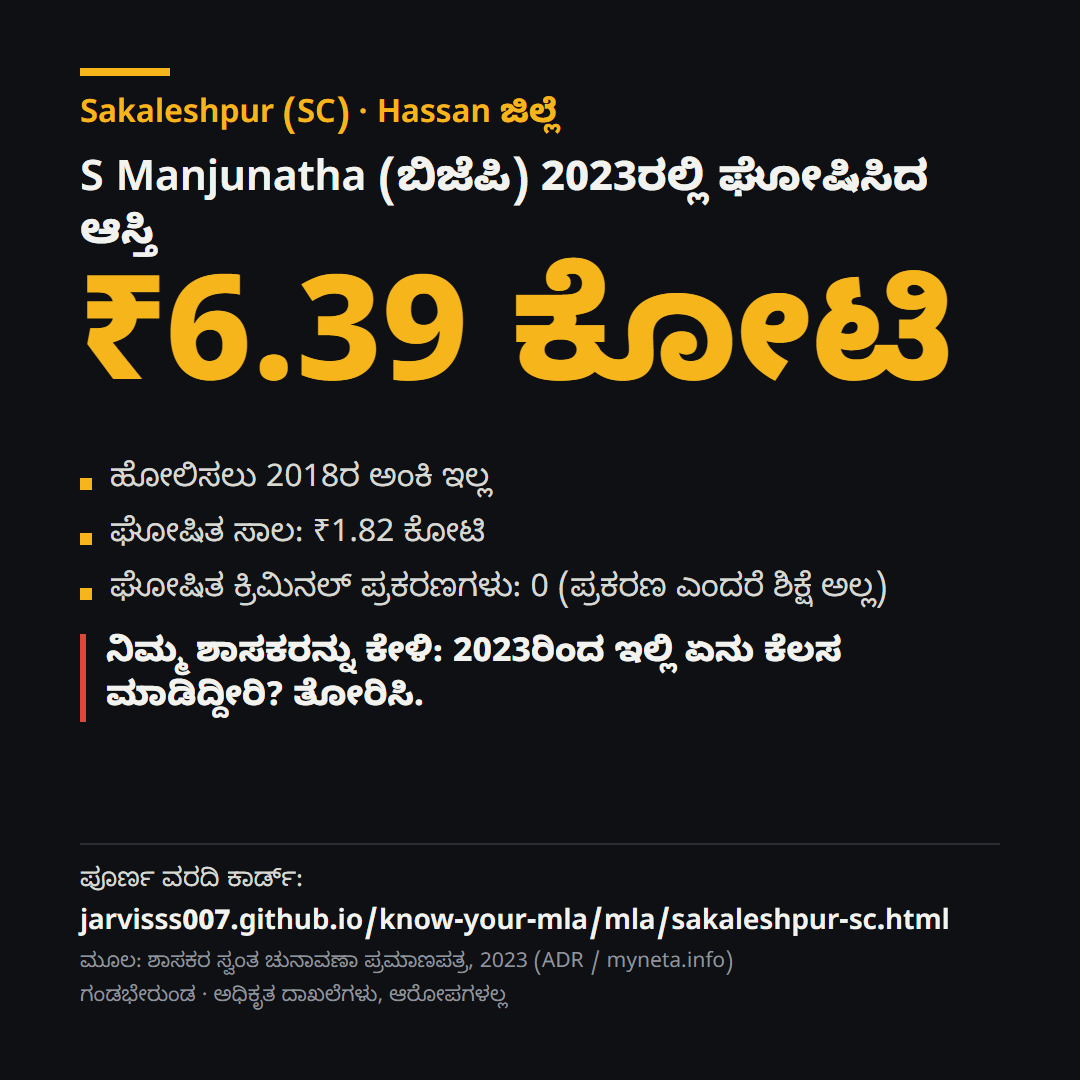 Sakaleshpur (SC) · Hassan ಜಿಲ್ಲೆ
S Manjunatha (ಬಿಜೆಪಿ) 2023ರಲ್ಲಿ ಘೋಷಿಸಿದ
ಆಸ್ತಿ
₹6.39 ಕೋಟಿ
ಹೋಲಿಸಲು 2018ರ ಅಂಕಿ ಇಲ್ಲ
ಘೋಷಿತ ಸಾಲ: ₹1.82 ಕೋಟಿ
ಘೋಷಿತ ಕ್ರಿಮಿನಲ್ ಪ್ರಕರಣಗಳು: 0 (ಪ್ರಕರಣ ಎಂದರೆ ಶಿಕ್ಷೆ ಅಲ್ಲ)
ನಿಮ್ಮ ಶಾಸಕರನ್ನು ಕೇಳಿ: 2023ರಿಂದ ಇಲ್ಲಿ ಏನು ಕೆಲಸ
ಮಾಡಿದ್ದೀರಿ? ತೋರಿಸಿ.
ಪೂರ್ಣ ವರದಿ ಕಾರ್ಡ್:
jarvisss007.github.io/know-your-mla/mla/sakaleshpur-sc.html
ಮೂಲ: ಶಾಸಕರ ಸ್ವಂತ ಚುನಾವಣಾ ಪ್ರಮಾಣಪತ್ರ, 2023 (ADR / myneta.info)
ಗಂಡಭೇರುಂಡ · ಅಧಿಕೃತ ದಾಖಲೆಗಳು, ಆರೋಪಗಳಲ್ಲ